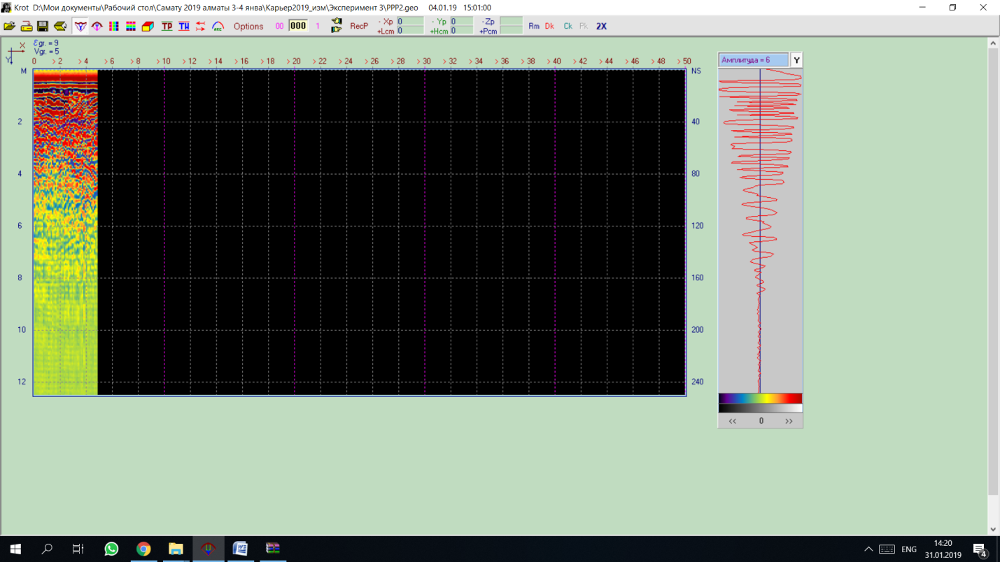 Krot D:\Мои документы\Рабочий стол\Самату 2019 алматы 3-4 янва\Карьер2019_изм\Эксперимент 3\PPP2.geo 04.01.19 15:01:00
TP TW ARC Options 00 000 1 RecP - Xp 0 - Yp 0 -Zp Rm Dk Ck Pk 2X
+Lcm 0 +Hcm 0 +Pcm
X Ɛgr. = 9
Y Vgr. = 5
0 > 2 > 4 > 6 > 8 > 10 > 12 > 14 > 16 > 18 > 20 > 22 > 24 > 26 > 28 > 30 > 32 > 34 > 36 > 38 > 40 > 42 > 44 > 46 > 48 > 50
Амплитуда = 6 Y
M NS
2 40
4 80
6 120
8 160
10 200
12 240
<< 0 >>
ENG 14:20
31.01.2019 4